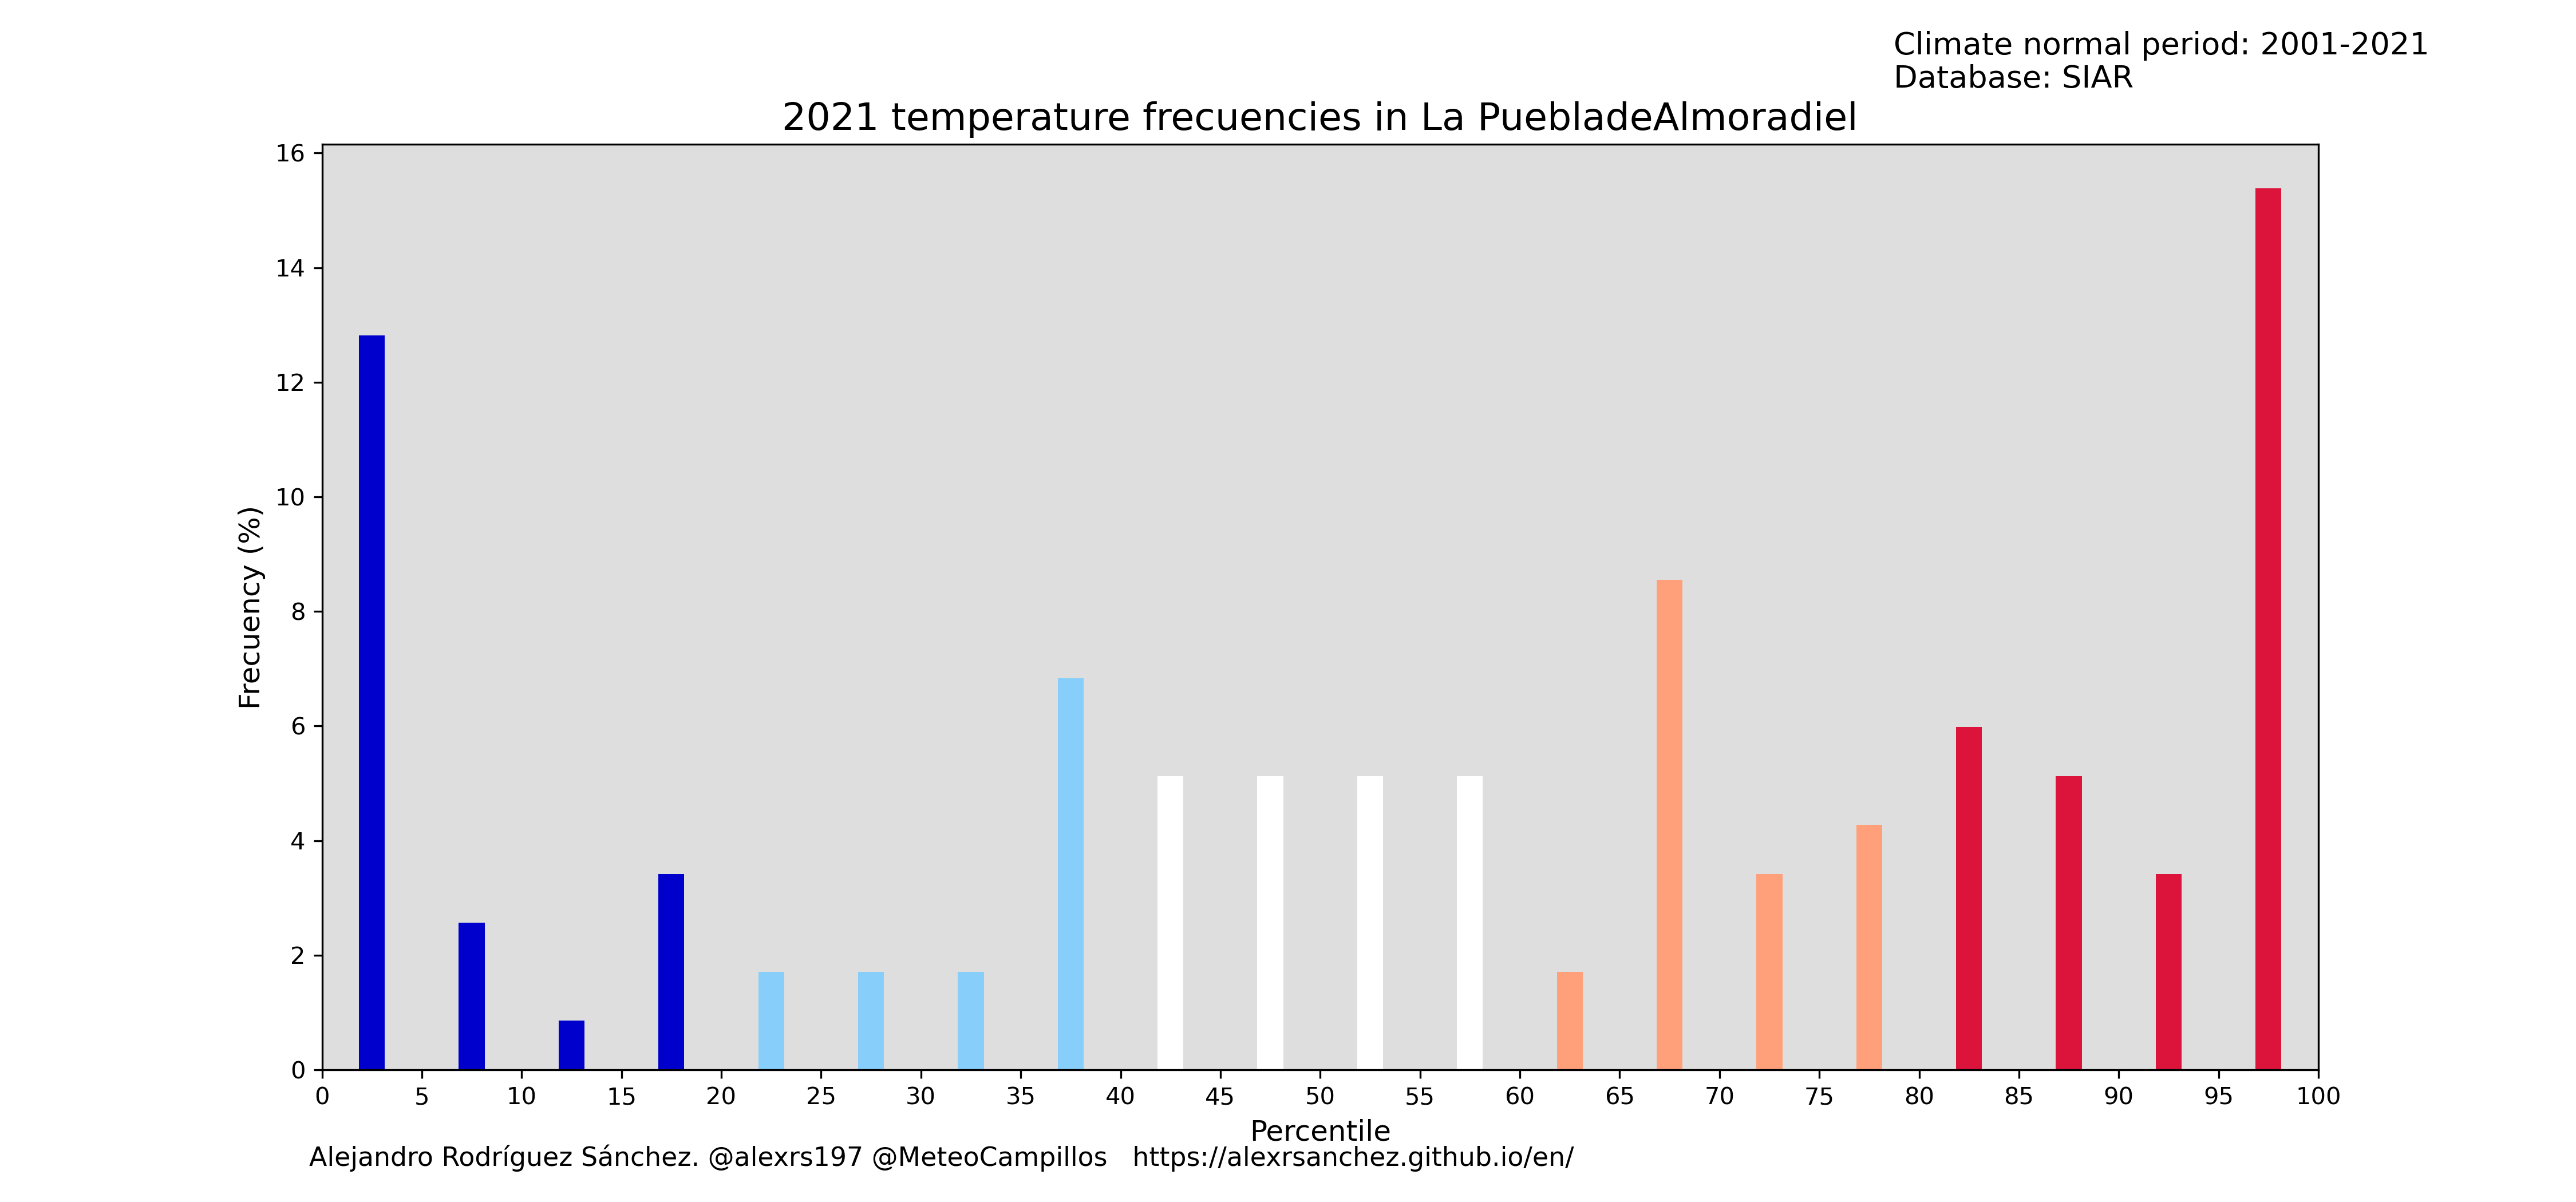 Climate normal period: 2001-2021
Database: SIAR
2021 temperature frecuencies in La PuebladeAlmoradiel
Frecuency (%)
16
14
12
10
8
6
4
2
0
0 5 10 15 20 25 30 35 40 45 50 55 60 65 70 75 80 85 90 95 100
Percentile
Alejandro Rodríguez Sánchez. @alexrs197 @MeteoCampillos https://alexrsanchez.github.io/en/